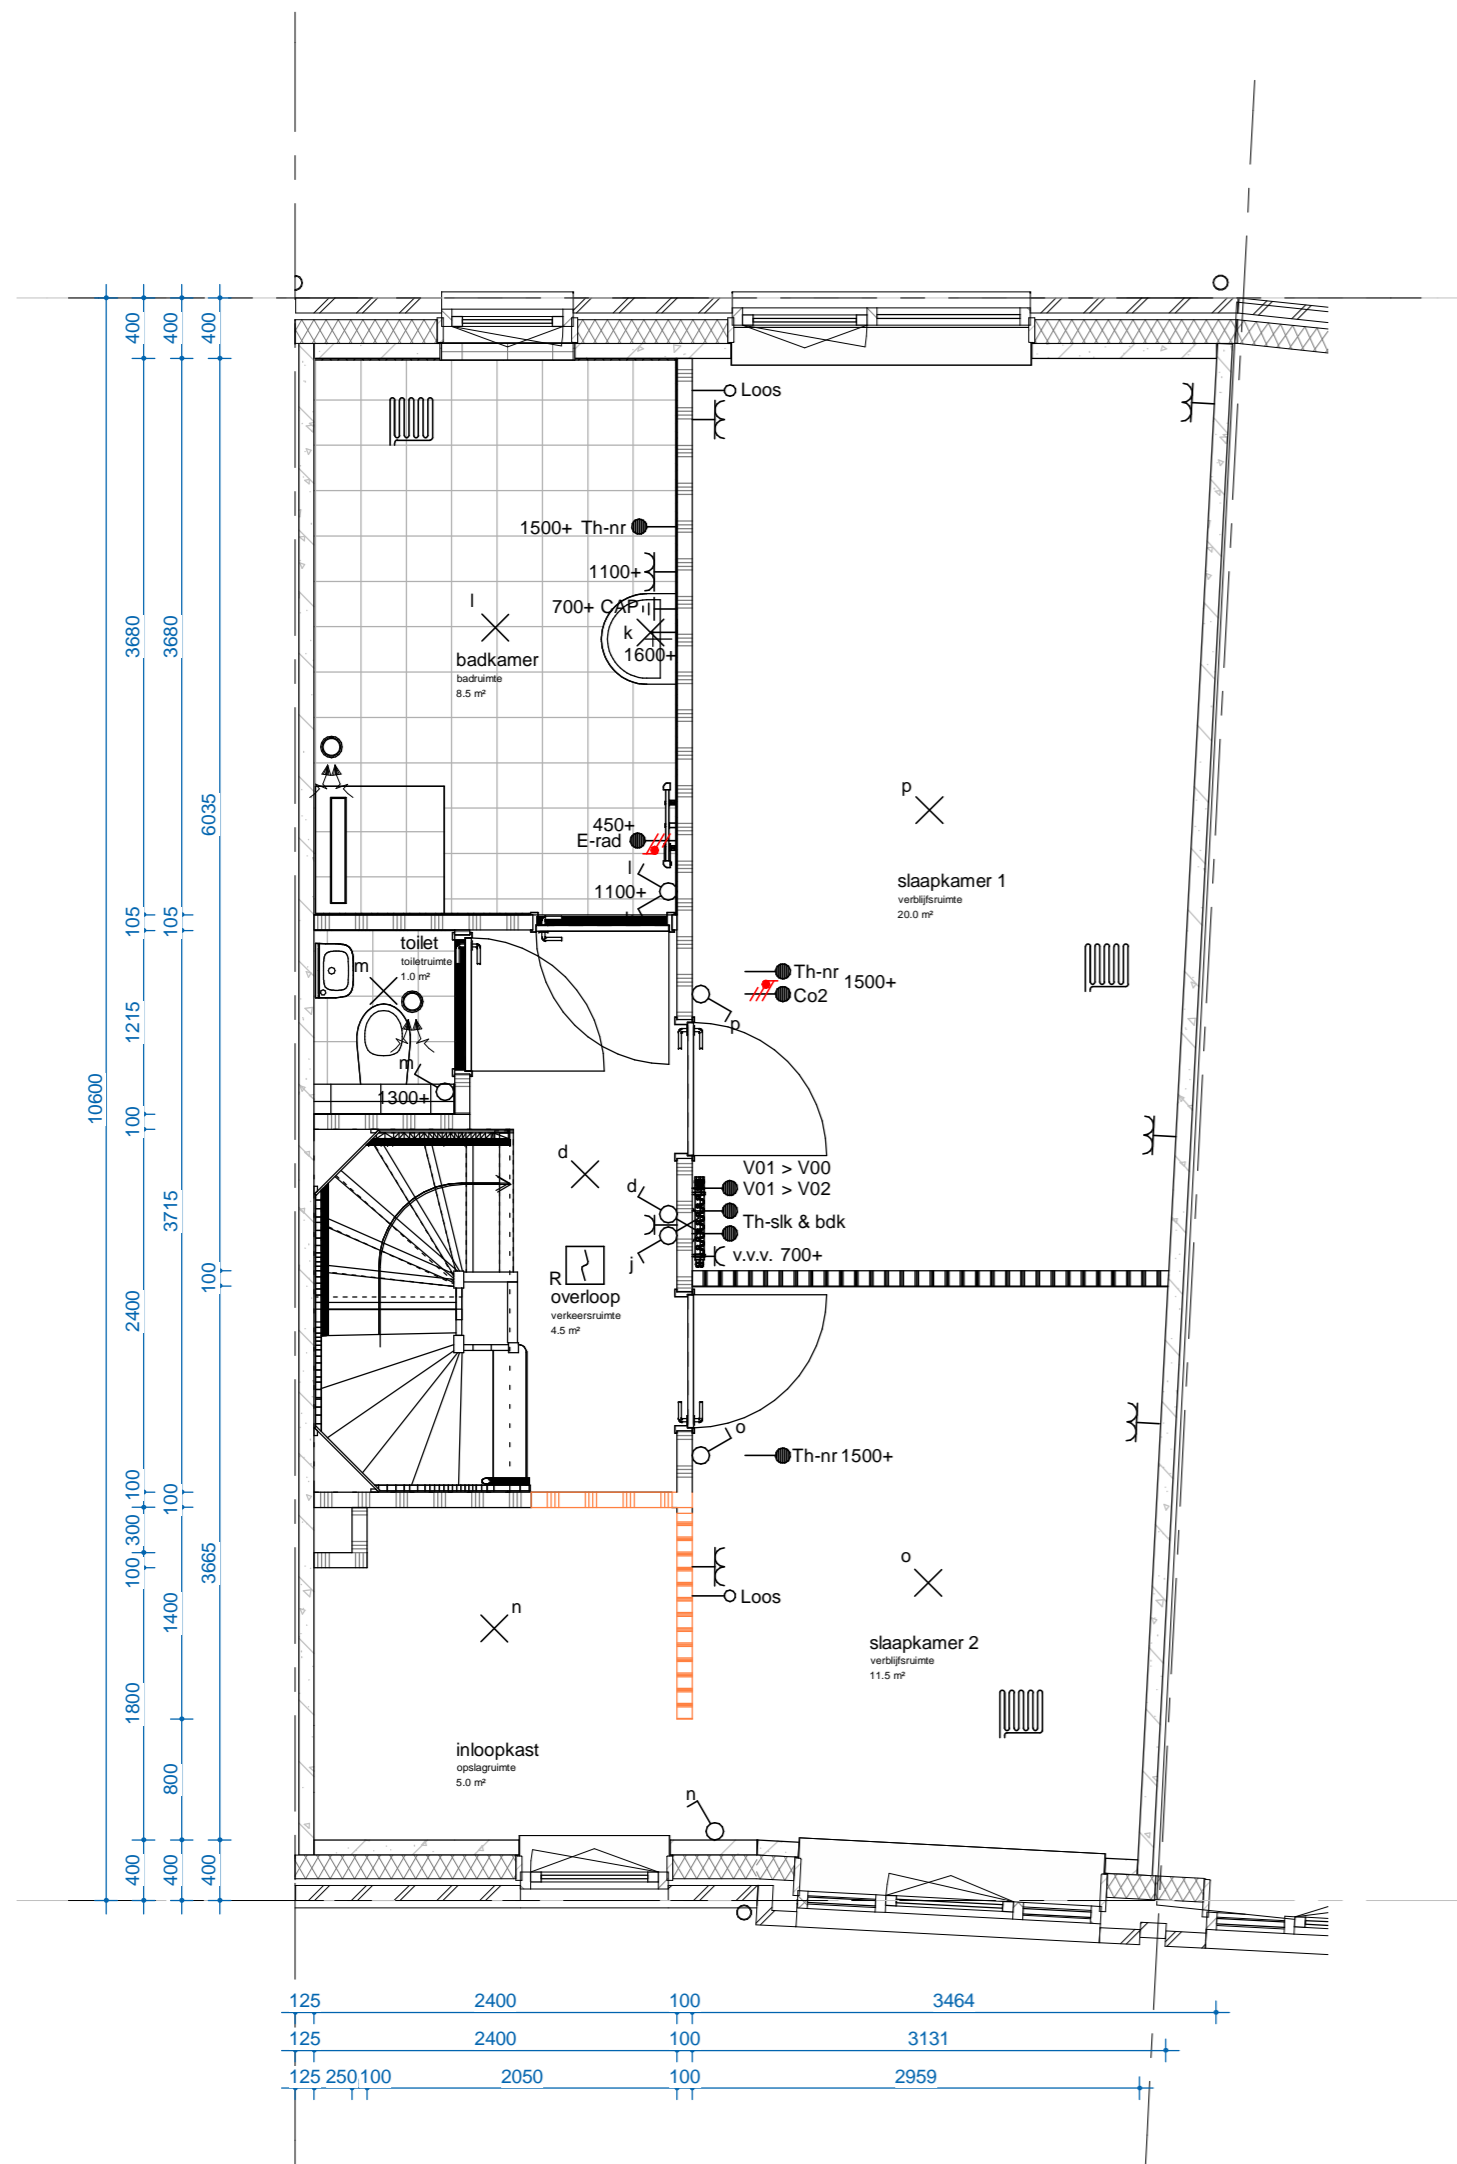 400
400
400
3680
3680
6035
105
105
1215
10600
100
3715
100
2400
100
100
300
100
3665
1400
1800
800
400
400
400
Loos
1500+ Th-nr
1100+
700+ CAP
k
1600+
l
badkamer
badruimte
8.5 m²
p
450+
E-rad
l
1100+
slaapkamer 1
verblijfsruimte
20.0 m²
toilet
toiletruimte
1.0 m²
m
Th-nr
1500+
Co2
p
m
1300+
d
V01 > V00
V01 > V02
d
Th-slk & bdk
v.v.v. 700+
j
R
overloop
verkeersruimte
4.5 m²
o
Th-nr 1500+
o
Loos
n
slaapkamer 2
verblijfsruimte
11.5 m²
inloopkast
opslagruimte
5.0 m²
n
125 2400 100 3464
125 2400 100 3131
125 250 100 2050 100 2959